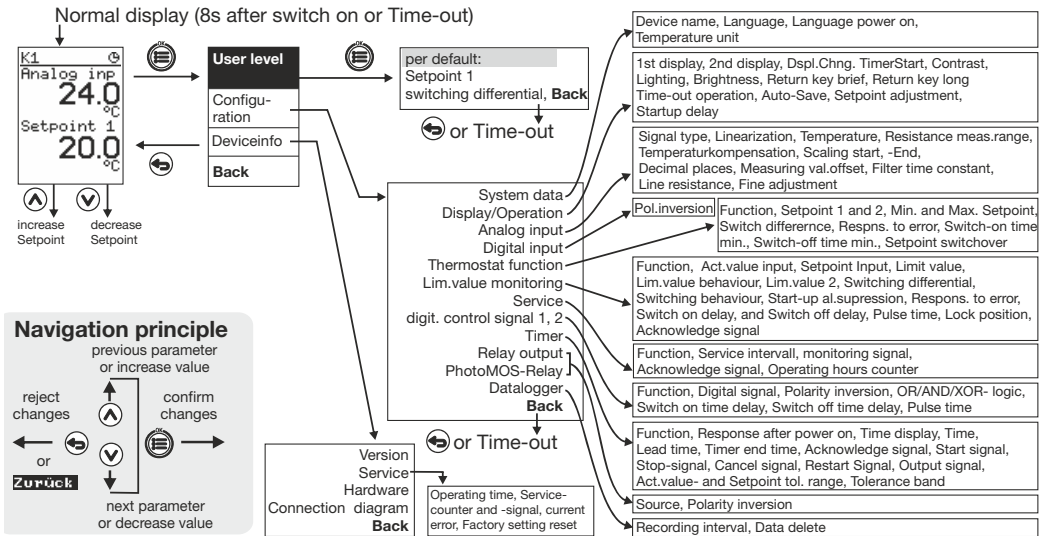 Normal display (8s after switch on or Time-out)
K1
Analog inp
24.0
°C
Setpoint 1
20.0
°C
increase
Setpoint
decrease
Setpoint
OK
User level
Configu-
ration
Deviceinfo
Back
OK
per default:
Setpoint 1
switching differential, Back
or Time-out
System data
Display/Operation
Analog input
Digital input
Thermostat function
Lim.value monitoring
Service
digit. control signal 1, 2
Timer
Relay output
PhotoMOS-Relay
Datalogger
Back
or Time-out
Device name, Language, Language power on,
Temperature unit
1st display, 2nd display, Dspl.Chng. TimerStart, Contrast,
Lighting, Brightness, Return key brief, Return key long
Time-out operation, Auto-Save, Setpoint adjustment,
Startup delay
Signal type, Linearization, Temperature, Resistance meas.range,
Temperaturkompensation, Scaling start, -End,
Decimal places, Measuring val.offset, Filter time constant,
Line resistance, Fine adjustment
Pol.inversion
Function, Setpoint 1 and 2, Min. and Max. Setpoint,
Switch differernce, Respns. to error, Switch-on time
min., Switch-off time min., Setpoint switchover
Function, Act.value input, Setpoint Input, Limit value,
Lim.value behaviour, Lim.value 2, Switching differential,
Switching behaviour, Start-up al.supression, Respons. to error,
Switch on delay, and Switch off delay, Pulse time, Lock position,
Acknowledge signal
Function, Service intervall, monitoring signal,
Acknowledge signal, Operating hours counter
Function, Digital signal, Polarity inversion, OR/AND/XOR- logic,
Switch on time delay, Switch off time delay, Pulse time
Function, Response after power on, Time display, Time,
Lead time, Timer end time, Acknowledge signal, Start signal,
Stop-signal, Cancel signal, Restart Signal, Output signal,
Act.value- and Setpoint tol. range, Tolerance band
Source, Polarity inversion
Recording interval, Data delete
Version
Service
Hardware
Connection diagram
Back
Operating time, Service-
counter and -signal, current
error, Factory setting reset
Navigation principle
previous parameter
or increase value
reject
changes
or
Zurück
OK
confirm
changes
next parameter
or decrease value